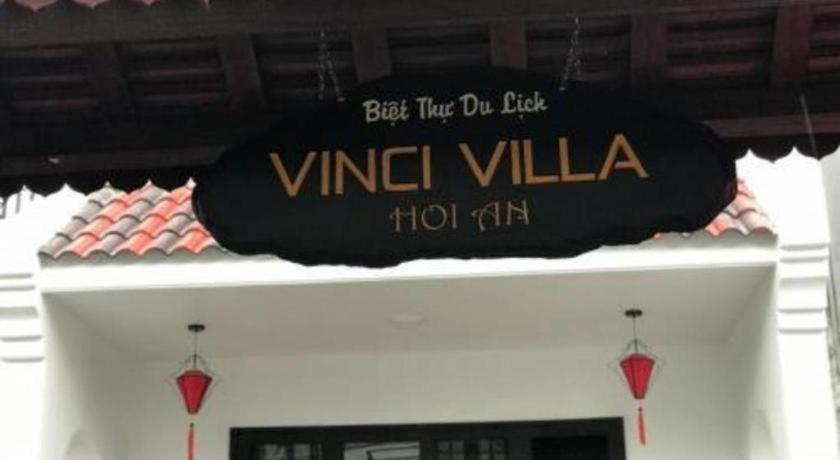 Biệt Thự Du Lịch
VINCI VILLA
HOI AN